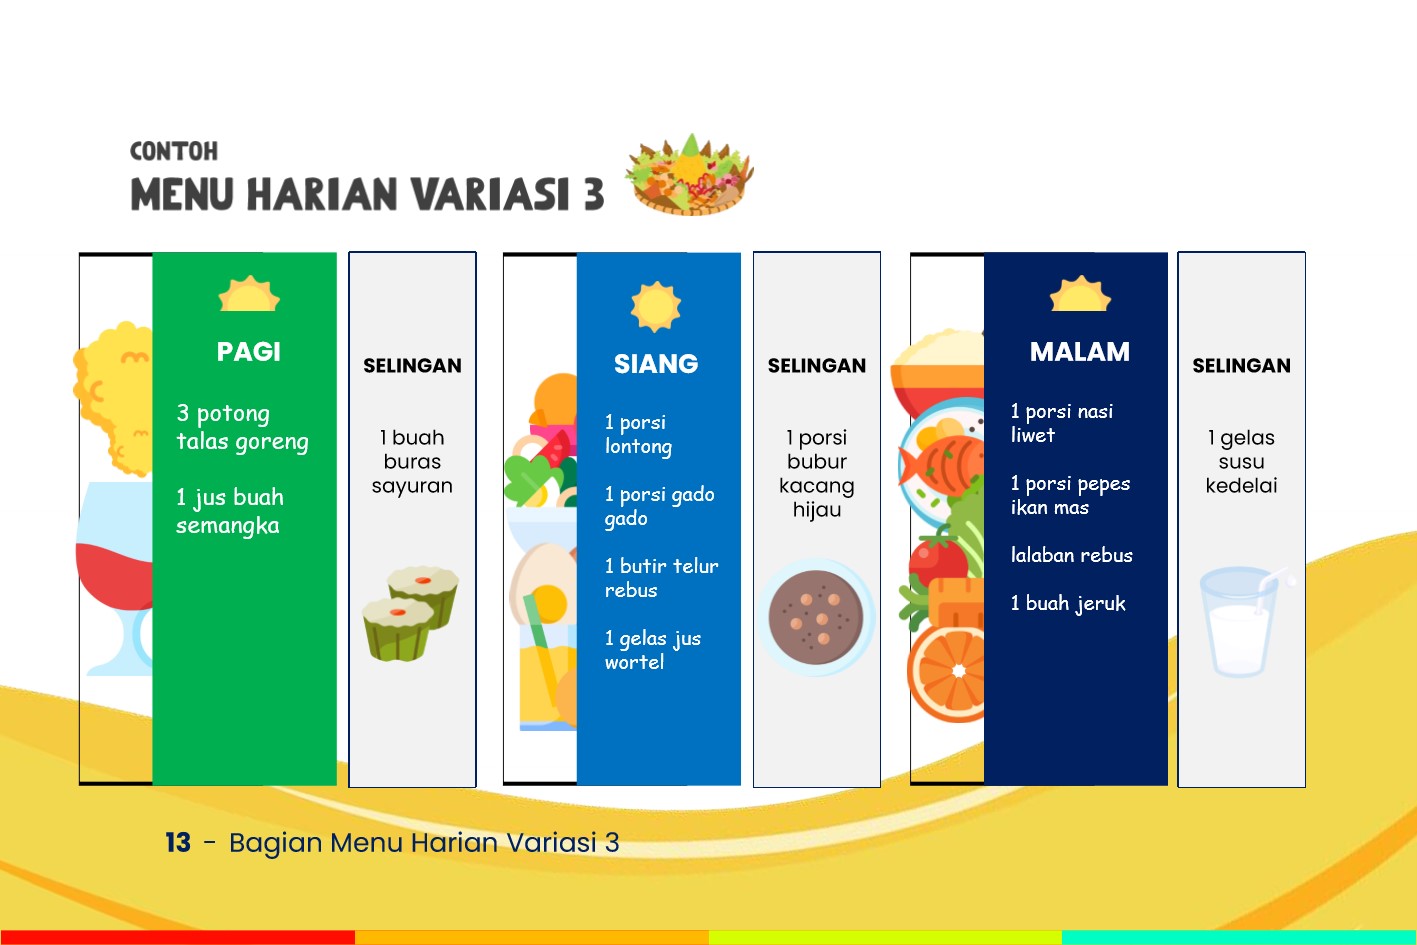 CONTOH
MENU HARIAN VARIASI 3
PAGI
3 potong
talas goreng
1 jus buah
semangka
SELINGAN
1 buah
buras
sayuran
SIANG
1 porsi
lontong
1 porsi gado
gado
1 butir telur
rebus
1 gelas jus
wortel
SELINGAN
1 porsi
bubur
kacang
hijau
MALAM
1 porsi nasi
liwet
1 porsi pepes
ikan mas
lalaban rebus
1 buah jeruk
SELINGAN
1 gelas
susu
kedelai
13 - Bagian Menu Harian Variasi 3